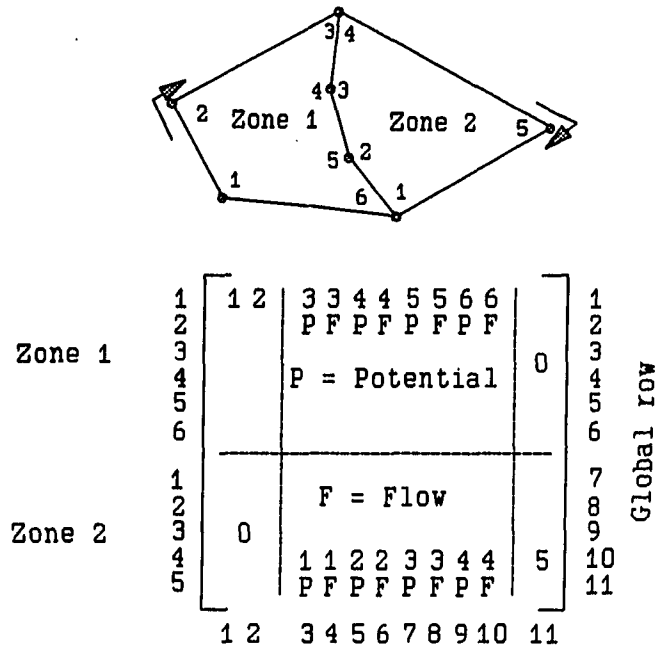 3 4
4 3
2 Zone 1 Zone 2 5
5 2
1 6 1
1 1 2 3 3 4 4 5 5 6 6 1
2 P F P F P F P F 2
Zone 1 3 0 3
4 P = Potential 4
5 5
6 6
Global row
1 7
2 F = Flow 8
Zone 2 3 0 9
4 1 1 2 2 3 3 4 4 5 10
5 P F P F P F P F 11
1 2 3 4 5 6 7 8 9 10 11